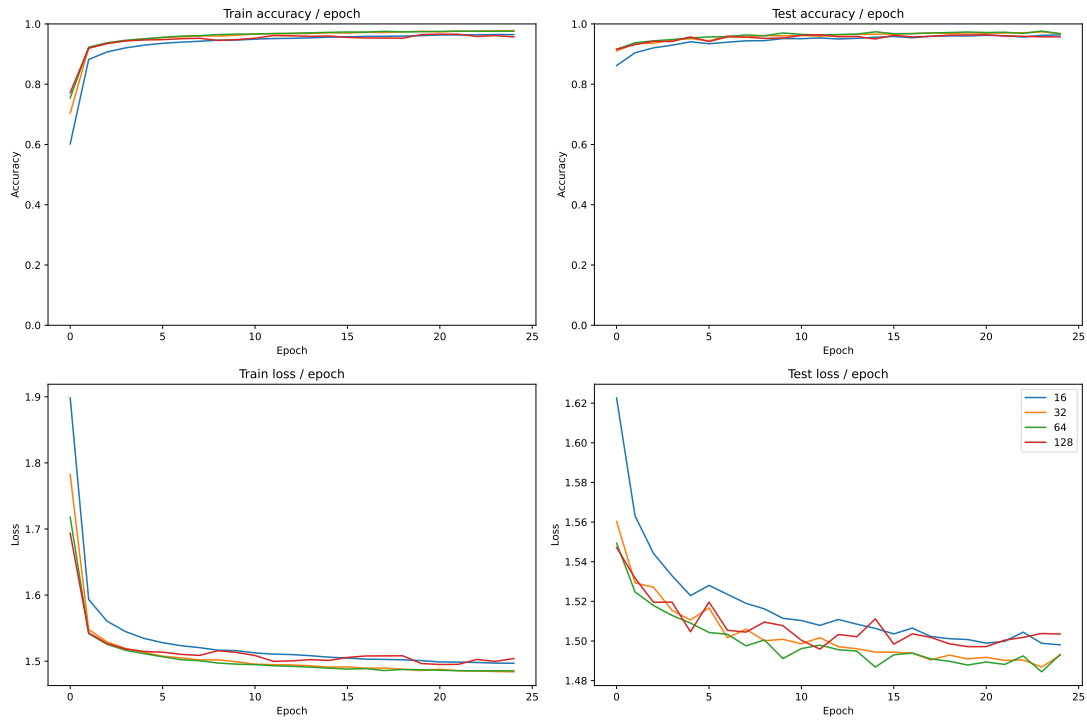 Train accuracy / epoch
1.0
0.8
0.6
0.4
0.2
0.0
Accuracy
0 5 10 15 20 25
Epoch
Test accuracy / epoch
1.0
0.8
0.6
0.4
0.2
0.0
Accuracy
0 5 10 15 20 25
Epoch
Train loss / epoch
1.9
1.8
1.7
1.6
1.5
Loss
0 5 10 15 20 25
Epoch
Test loss / epoch
1.62
1.60
1.58
1.56
1.54
1.52
1.50
1.48
Loss
0 5 10 15 20 25
Epoch
16
32
64
128